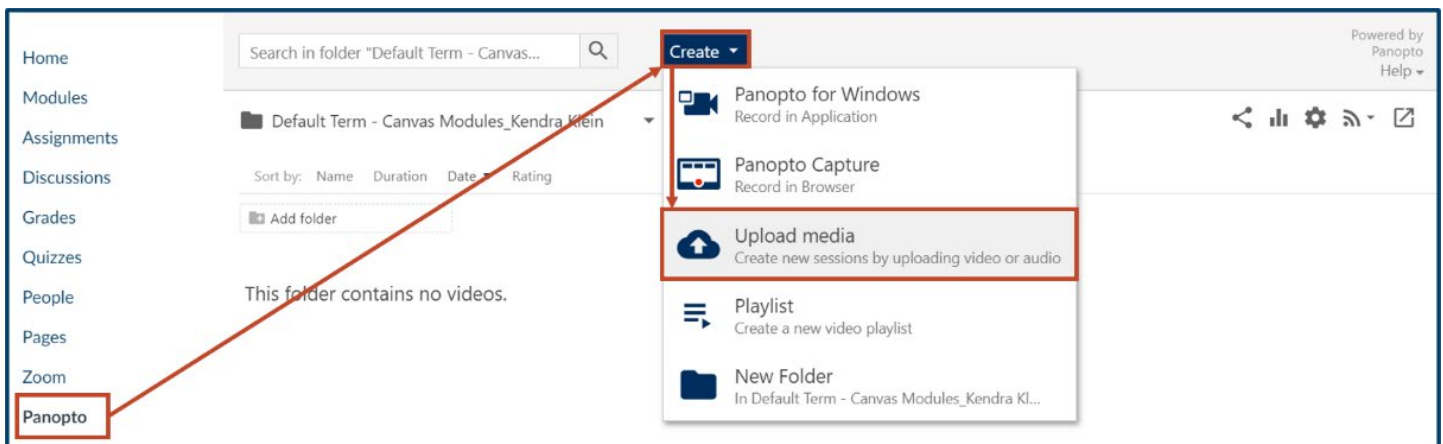 Home
Modules
Assignments
Discussions
Grades
Quizzes
People
Pages
Zoom
Panopto
Search in folder "Default Term - Canvas...
Create
Powered by
Panopto
Help
Default Term - Canvas Modules_Kendra Klein
Sort by: Name Duration Date Rating
Add folder
This folder contains no videos.
Panopto for Windows
Record in Application
Panopto Capture
Record in Browser
Upload media
Create new sessions by uploading video or audio
Playlist
Create a new video playlist
New Folder
In Default Term - Canvas Modules_Kendra Kl...